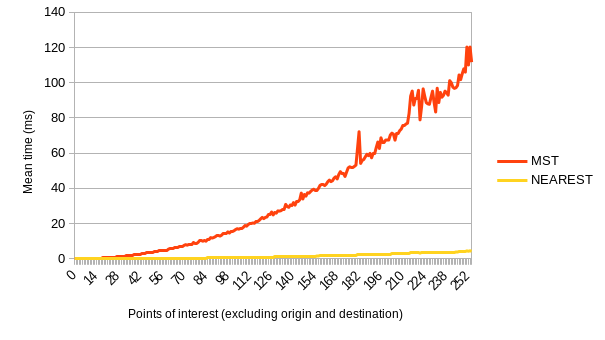 140
120
100
80
60
40
20
0
Mean time (ms)
0 14 28 42 56 70 84 98 112 126 140 154 168 182 196 210 224 238 252
Points of interest (excluding origin and destination)
MST
NEAREST